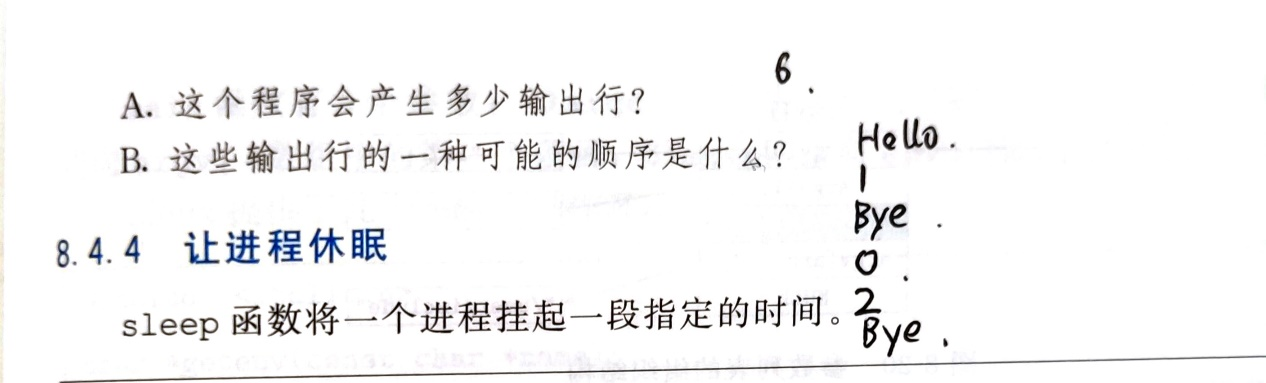 6.
A. 这个程序会产生多少输出行?
B. 这些输出行的一种可能的顺序是什么?
Hello.
1
Bye.
0.
2
Bye.
8.4.4 让进程休眠
sleep 函数将一个进程挂起一段指定的时间。